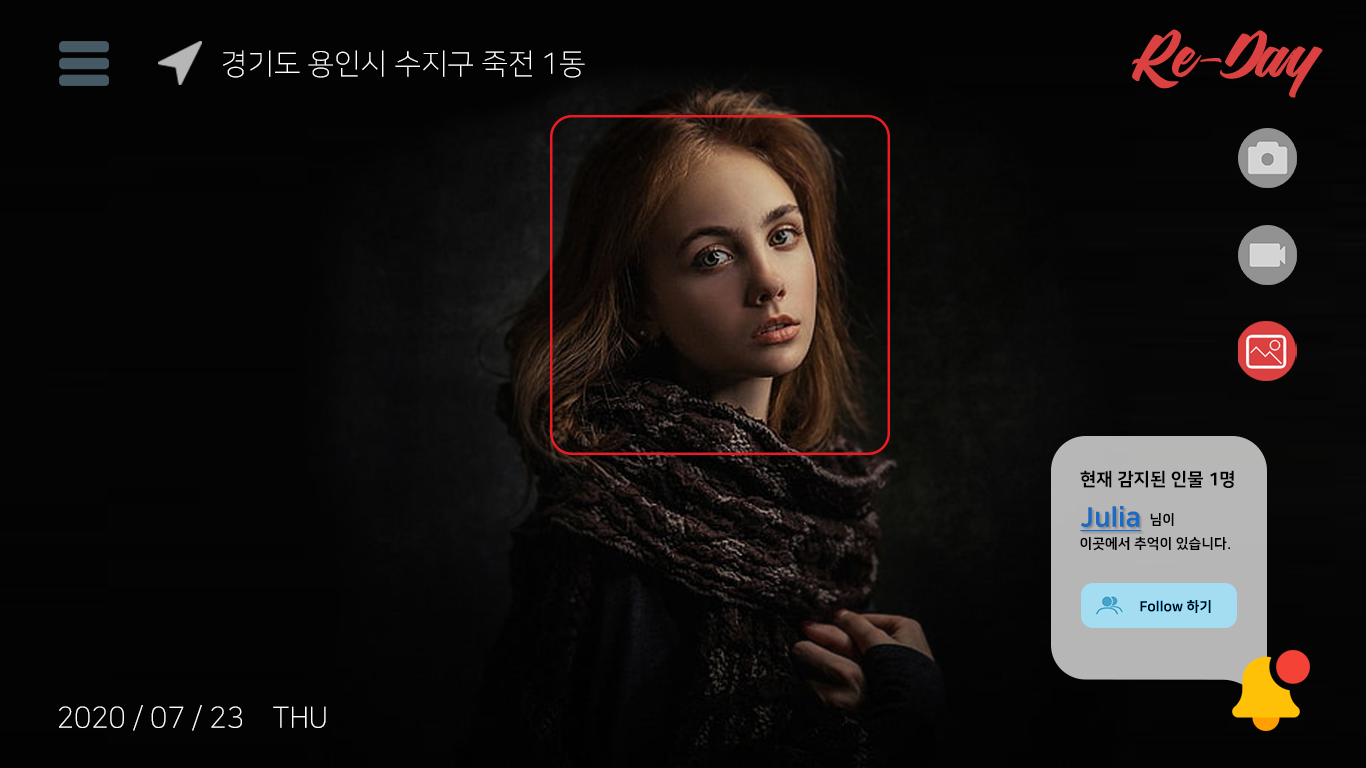 경기도 용인시 수지구 죽전 1동
Re-Day
현재 감지된 인물 1명
Julia 님이
이곳에서 추억이 있습니다.
Follow 하기
2020 / 07 / 23 THU